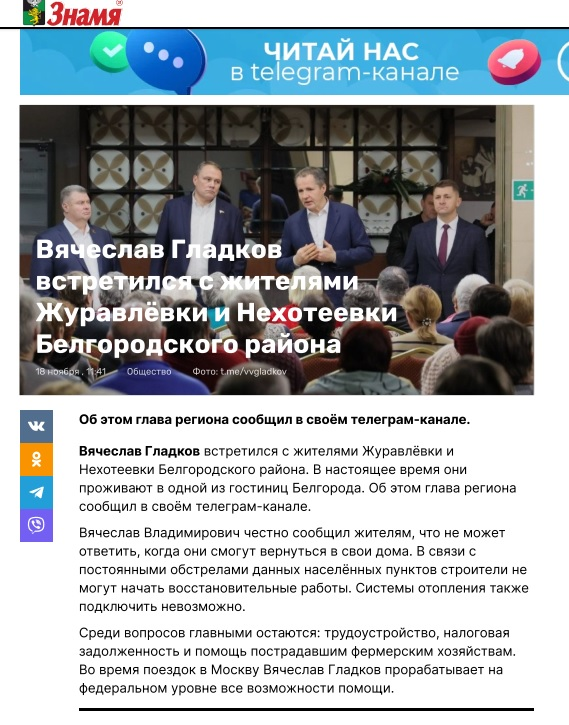 Знамя
ЧИТАЙ НАС
в telegram-канале
Вячеслав Гладков
встретился с жителями
Журавлёвки и Нехотеевки
Белгородского района
18 ноября , 11:41 Общество Фото: t.me/vvgladkov
Об этом глава региона сообщил в своём телеграм-канале.
Вячеслав Гладков встретился с жителями Журавлёвки и
Нехотеевки Белгородского района. В настоящее время они
проживают в одной из гостиниц Белгорода. Об этом глава региона
сообщил в своём телеграм-канале.
Вячеслав Владимирович честно сообщил жителям, что не может
ответить, когда они смогут вернуться в свои дома. В связи с
постоянными обстрелами данных населённых пунктов строители не
могут начать восстановительные работы. Системы отопления также
подключить невозможно.
Среди вопросов главными остаются: трудоустройство, налоговая
задолженность и помощь пострадавшим фермерским хозяйствам.
Во время поездок в Москву Вячеслав Гладков прорабатывает на
федеральном уровне все возможности помощи.